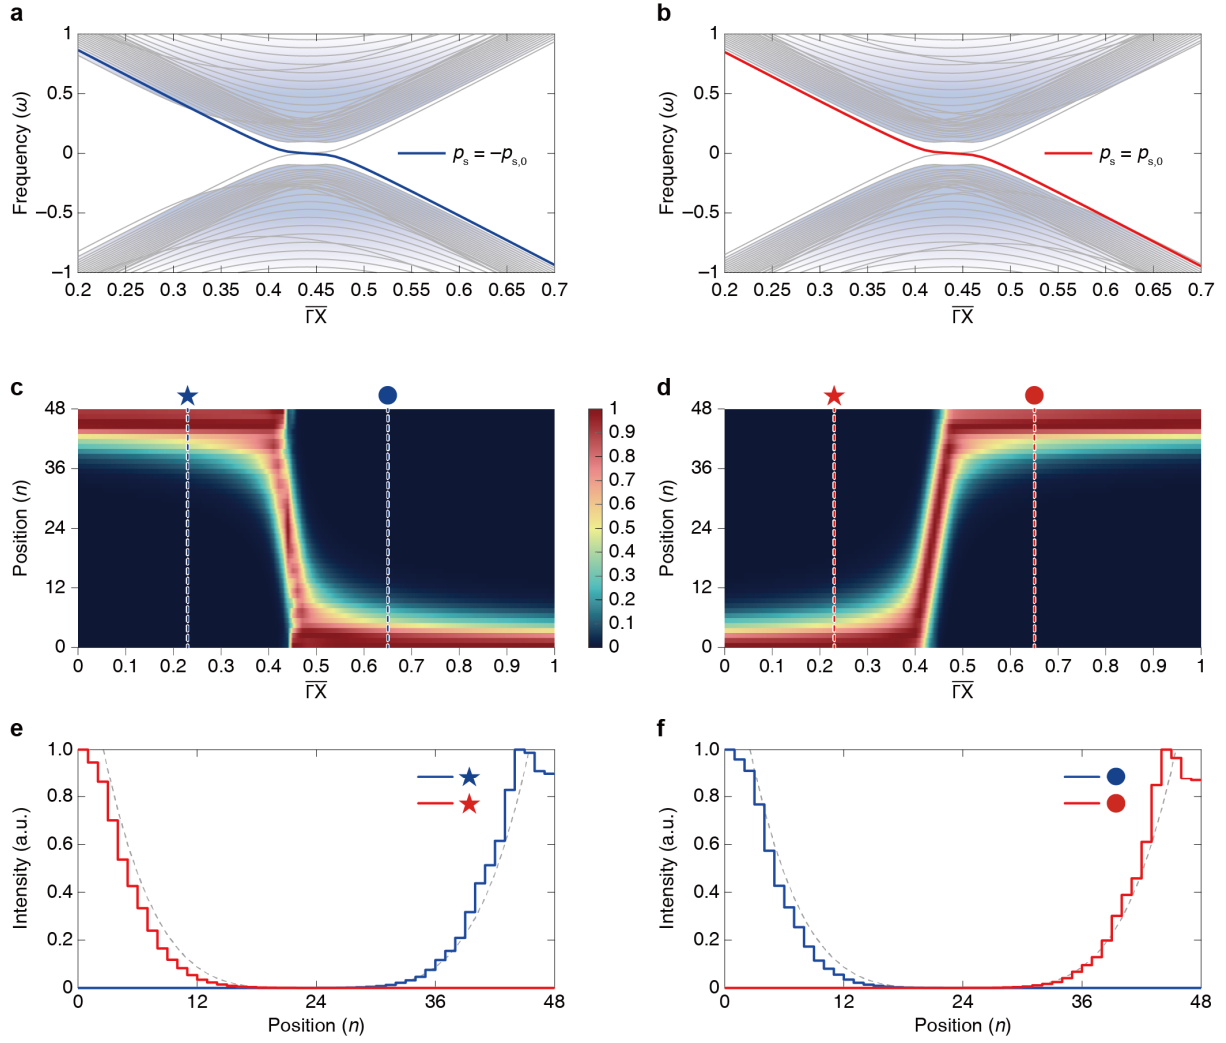 a
1
0.5
0
−0.5
−1
Frequency (ω)
pₛ = −pₛ,₀
0.2 0.25 0.3 0.35 0.4 0.45 0.5 0.55 0.6 0.65 0.7
ΓX
b
1
0.5
0
−0.5
−1
Frequency (ω)
pₛ = pₛ,₀
0.2 0.25 0.3 0.35 0.4 0.45 0.5 0.55 0.6 0.65 0.7
ΓX
c
48
36
24
12
0
Position (n)
0 0.1 0.2 0.3 0.4 0.5 0.6 0.7 0.8 0.9 1
ΓX
1
0.9
0.8
0.7
0.6
0.5
0.4
0.3
0.2
0.1
0
d
48
36
24
12
0
Position (n)
0 0.1 0.2 0.3 0.4 0.5 0.6 0.7 0.8 0.9 1
ΓX
e
1.0
0.8
0.6
0.4
0.2
0
Intensity (a.u.)
0 12 24 36 48
Position (n)
f
1.0
0.8
0.6
0.4
0.2
0
Intensity (a.u.)
0 12 24 36 48
Position (n)